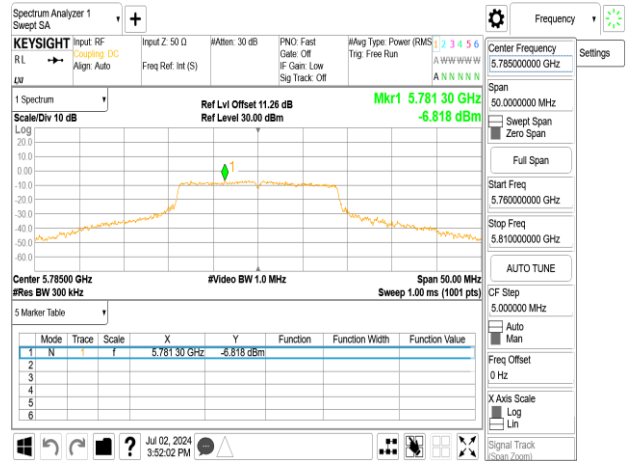 Spectrum Analyzer 1
Swept SA
KEYSIGHT
RL
Input: RF
Coupling: DC
Align: Auto
Input Z: 50 Ω
Freq Ref: Int (S)
#Atten: 30 dB
PNO: Fast
Gate: Off
IF Gain: Low
Sig Track: Off
#Avg Type: Power (RMS
Trig: Free Run
1 2 3 4 5 6
A W W W W W
A N N N N N
1 Spectrum
Scale/Div 10 dB
Ref Lvl Offset 11.26 dB
Ref Level 30.00 dBm
Mkr1 5.781 30 GHz
-6.818 dBm
Log
20.0
10.0
0.00
-10.0
-20.0
-30.0
-40.0
-50.0
-60.0
1
Center 5.78500 GHz
#Video BW 1.0 MHz
Span 50.00 MHz
#Res BW 300 kHz
Sweep 1.00 ms (1001 pts)
5 Marker Table
Mode Trace Scale X Y Function Function Width Function Value
1 N 1 f 5.781 30 GHz -6.818 dBm
2
3
4
5
6
?
Jul 02, 2024
3:52:02 PM
Frequency
Settings
Center Frequency
5.785000000 GHz
Span
50.0000000 MHz
Swept Span
Zero Span
Full Span
Start Freq
5.760000000 GHz
Stop Freq
5.810000000 GHz
AUTO TUNE
CF Step
5.000000 MHz
Auto
Man
Freq Offset
0 Hz
X Axis Scale
Log
Lin
Signal Track
(Span Zoom)